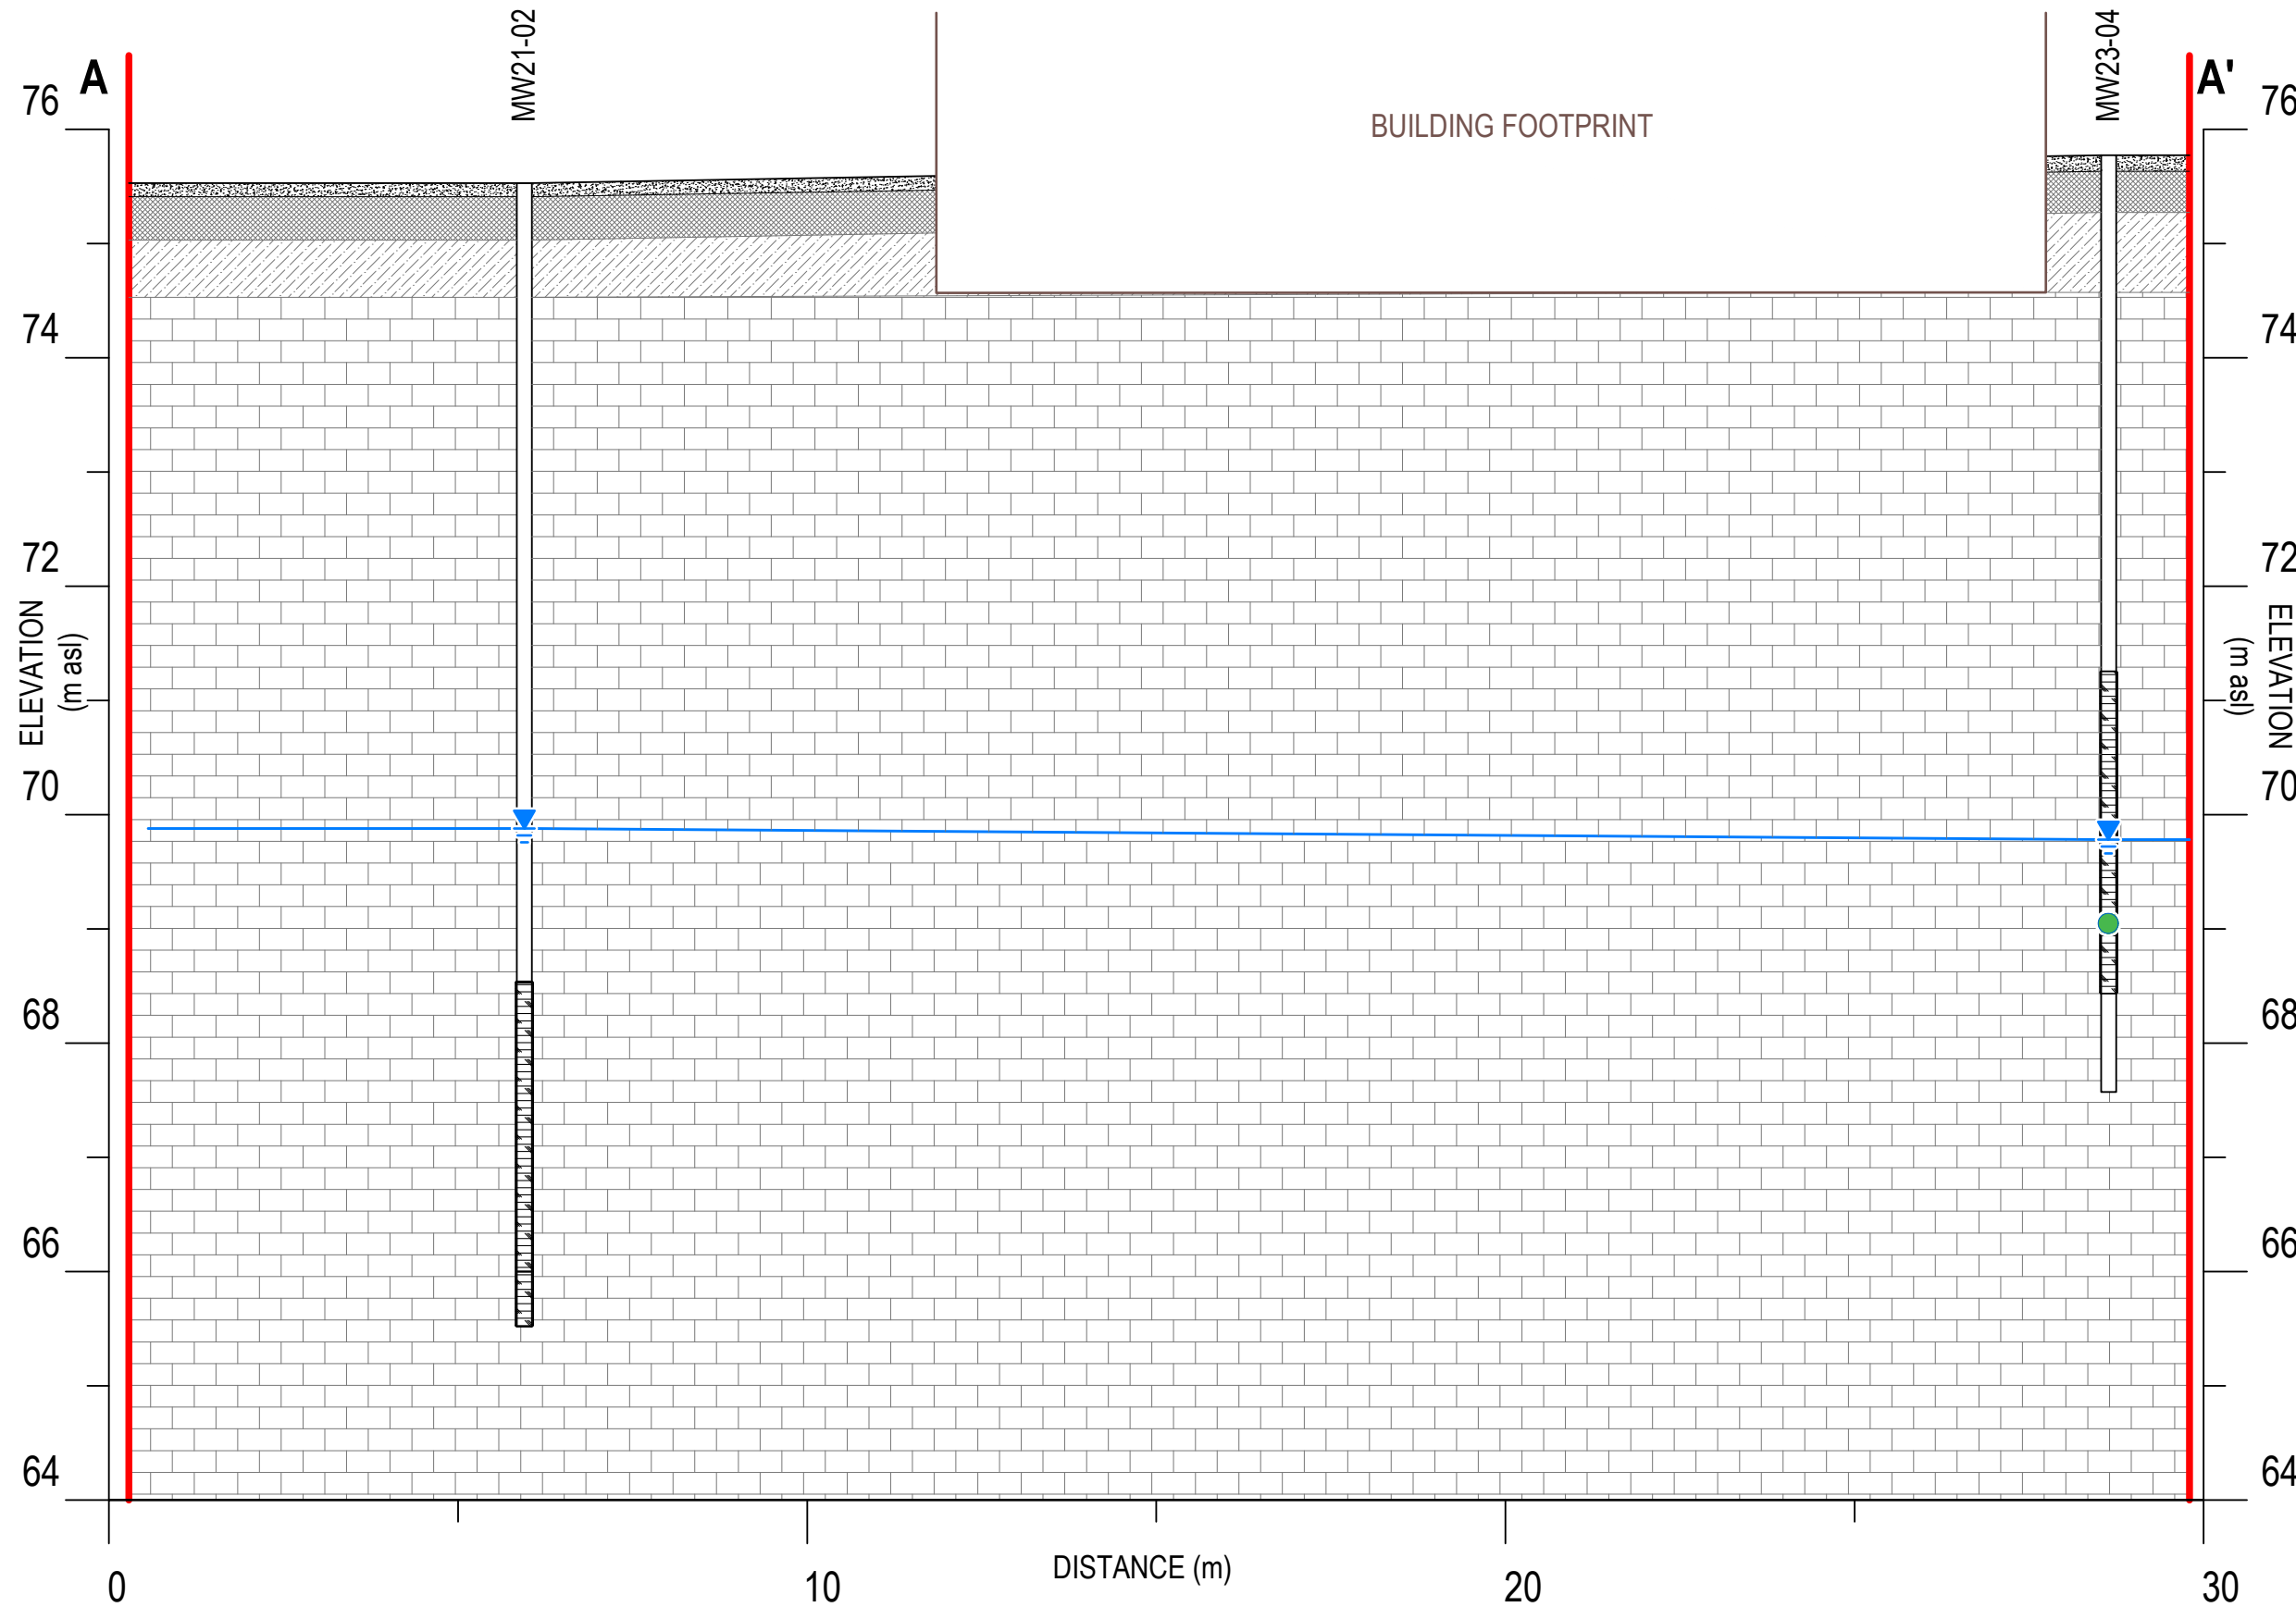 MW21-02
MW23-04
A
A'
76
76
BUILDING FOOTPRINT
74
74
72
72
ELEVATION
(m asl)
ELEVATION
(m asl)
70
70
68
68
66
66
64
64
DISTANCE (m)
0
10
20
30